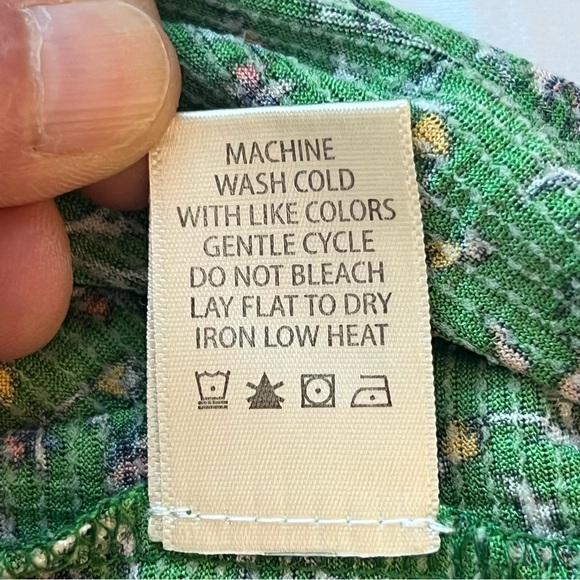 MACHINE
WASH COLD
WITH LIKE COLORS
GENTLE CYCLE
DO NOT BLEACH
LAY FLAT TO DRY
IRON LOW HEAT